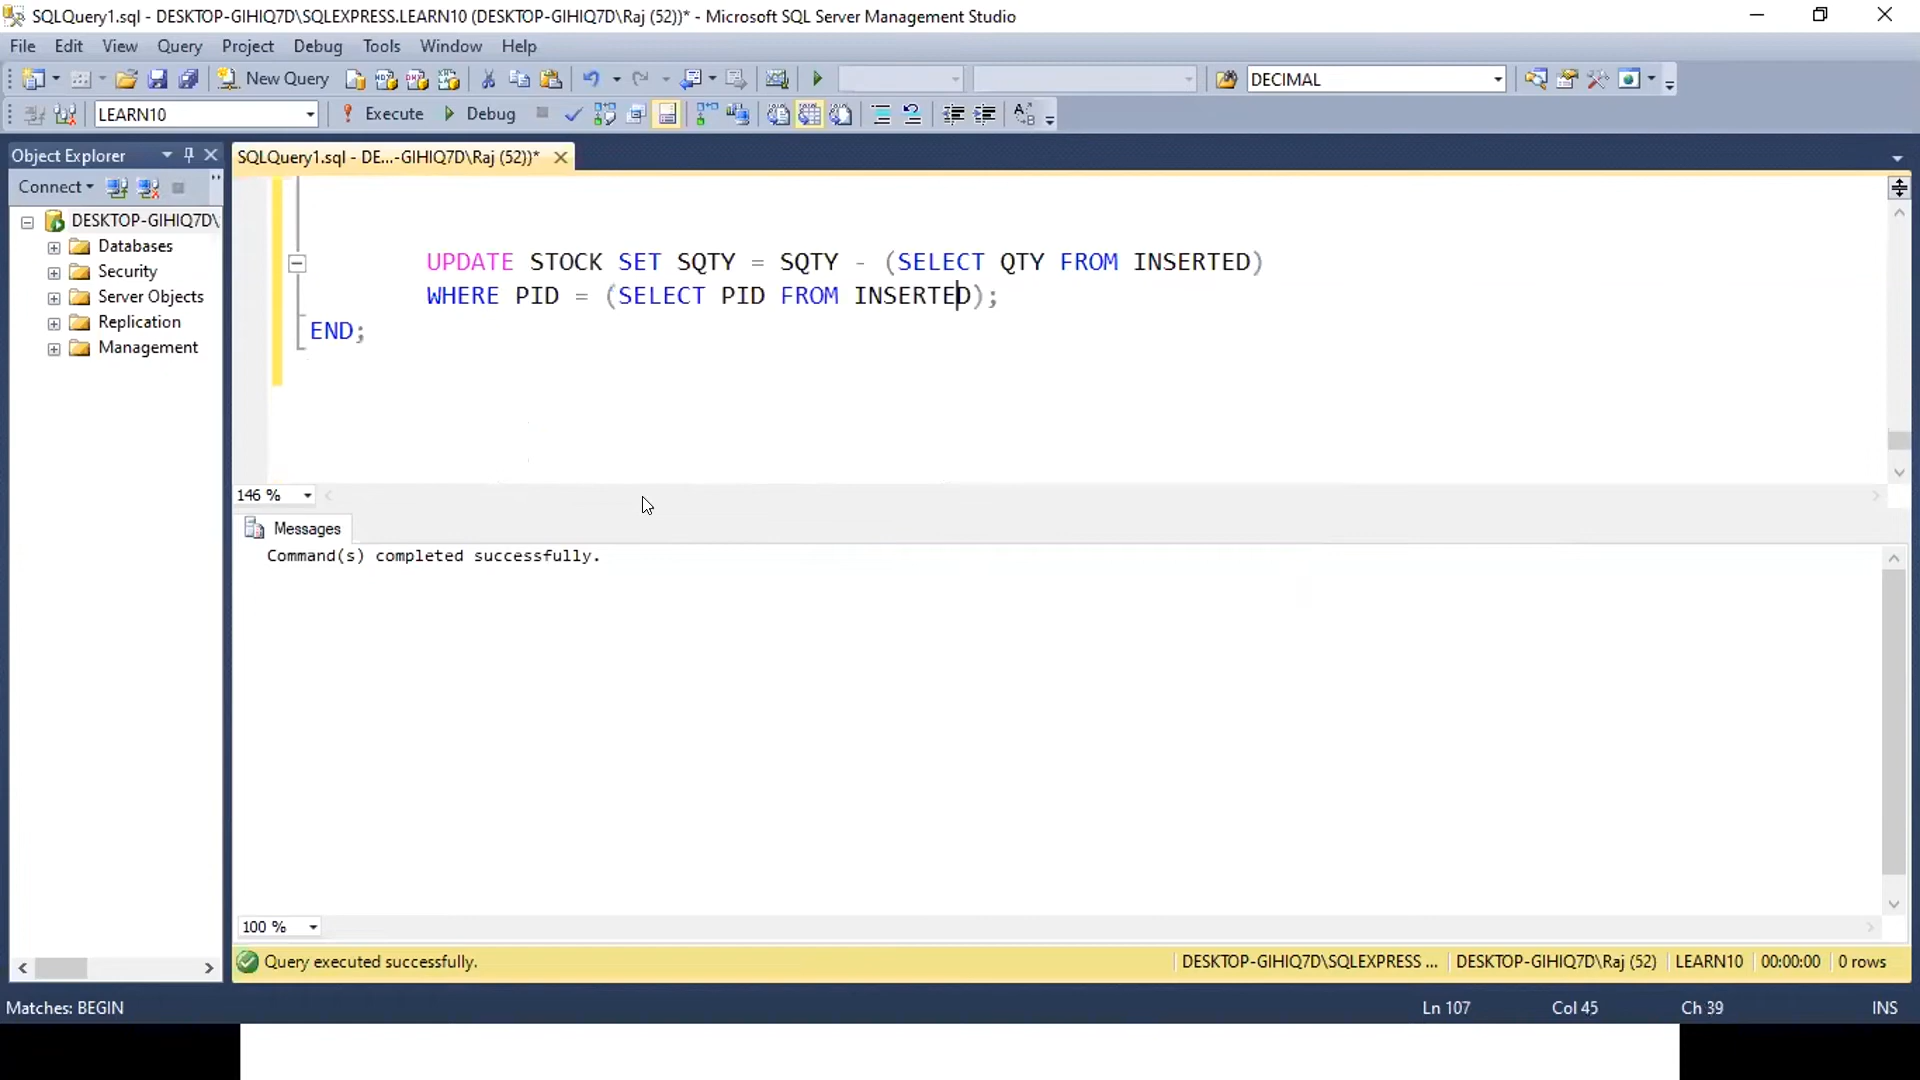 SQLQuery1.sql - DESKTOP-GIHIQ7D\SQLEXPRESS.LEARN10 (DESKTOP-GIHIQ7D\Raj (52))* - Microsoft SQL Server Management Studio
File Edit View Query Project Debug Tools Window Help
New Query DECIMAL
LEARN10 Execute Debug
Object Explorer
SQLQuery1.sql - DE...-GIHIQ7D\Raj (52))*
Connect
DESKTOP-GIHIQ7D\
Databases
Security
Server Objects
Replication
Management
UPDATE STOCK SET SQTY = SQTY - (SELECT QTY FROM INSERTED)
WHERE PID = (SELECT PID FROM INSERTED);
END;
146 %
Messages
Command(s) completed successfully.
100 %
Query executed successfully. DESKTOP-GIHIQ7D\SQLEXPRESS ... DESKTOP-GIHIQ7D\Raj (52) LEARN10 00:00:00 0 rows
Matches: BEGIN Ln 107 Col 45 Ch 39 INS